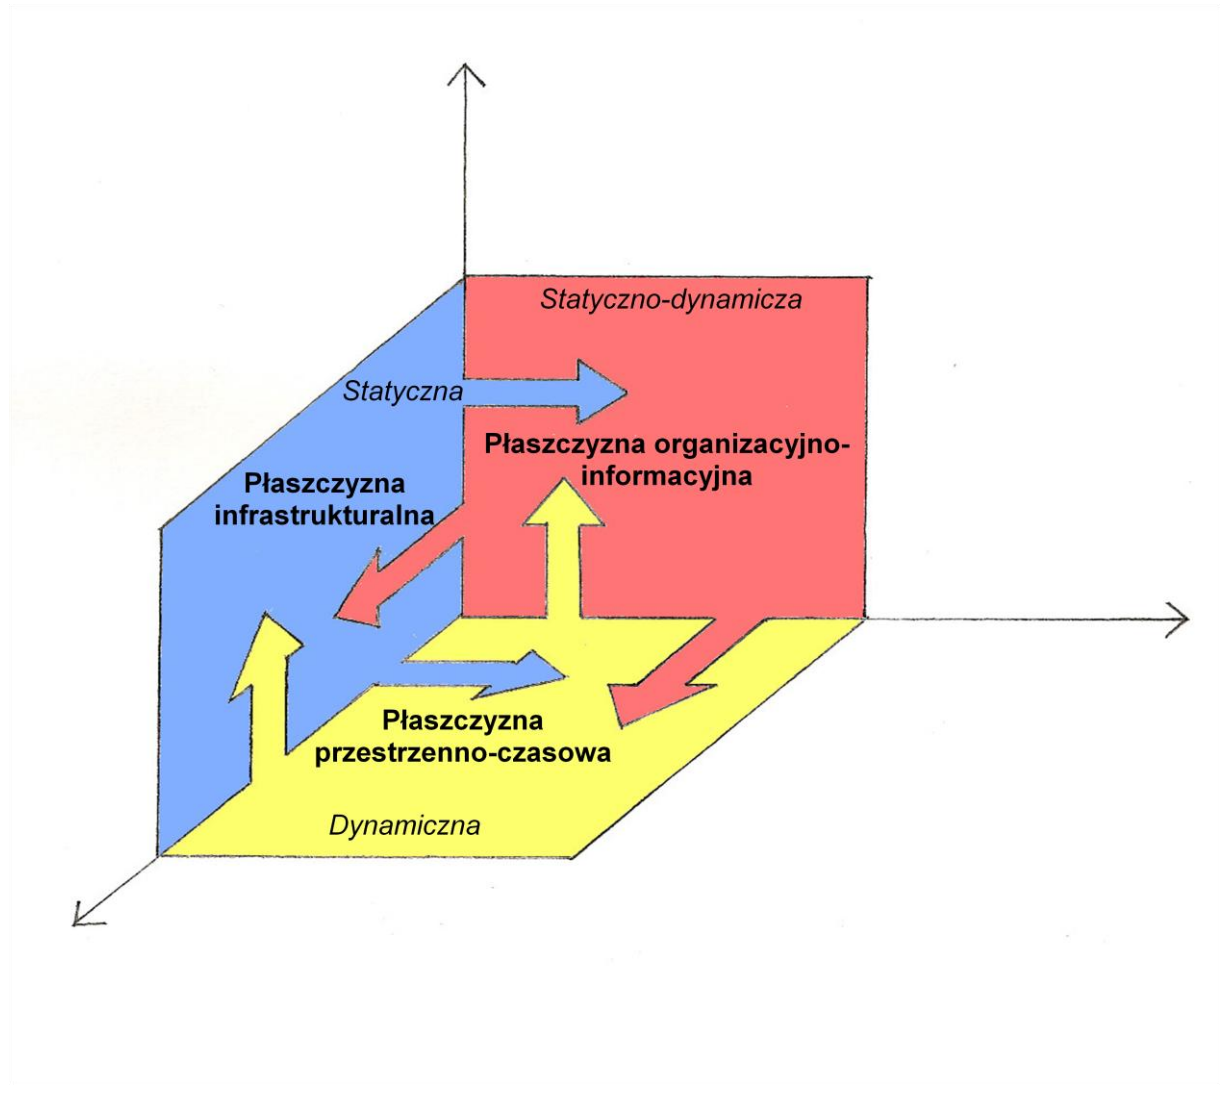 Statyczno-dynamicza
Statyczna
Płaszczyzna organizacyjno-
informacyjna
Płaszczyzna
infrastrukturalna
Płaszczyzna
przestrzenno-czasowa
Dynamiczna